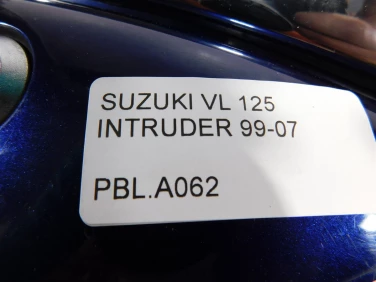 SUZUKI VL 125
INTRUDER 99-07
PBL.A062